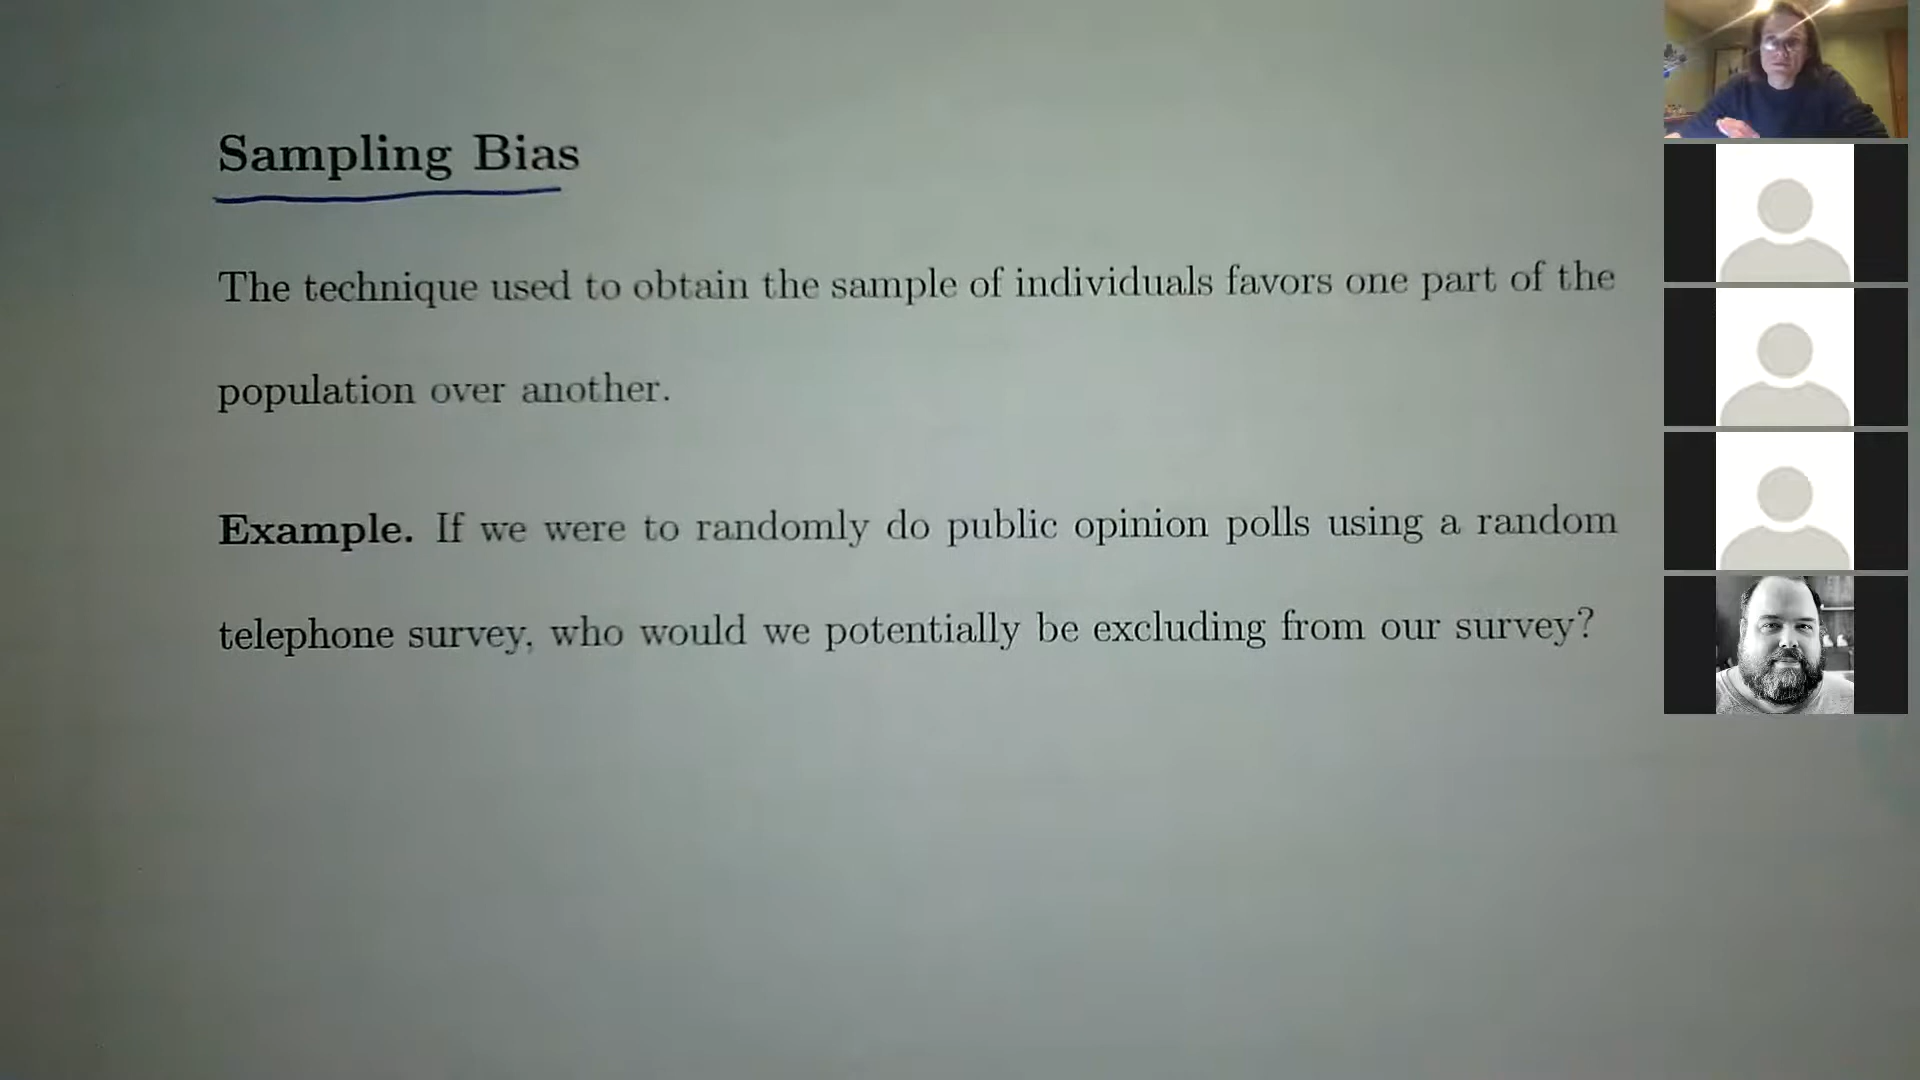 Sampling Bias
The technique used to obtain the sample of individuals favors one part of the
population over another.
Example. If we were to randomly do public opinion polls using a random
telephone survey, who would we potentially be excluding from our survey?